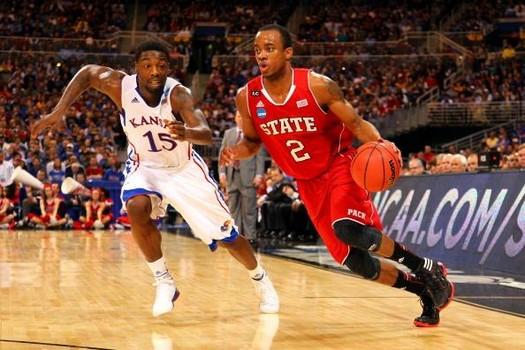 KANSAS
15
STATE
2
PACK
NCAA.COM/S